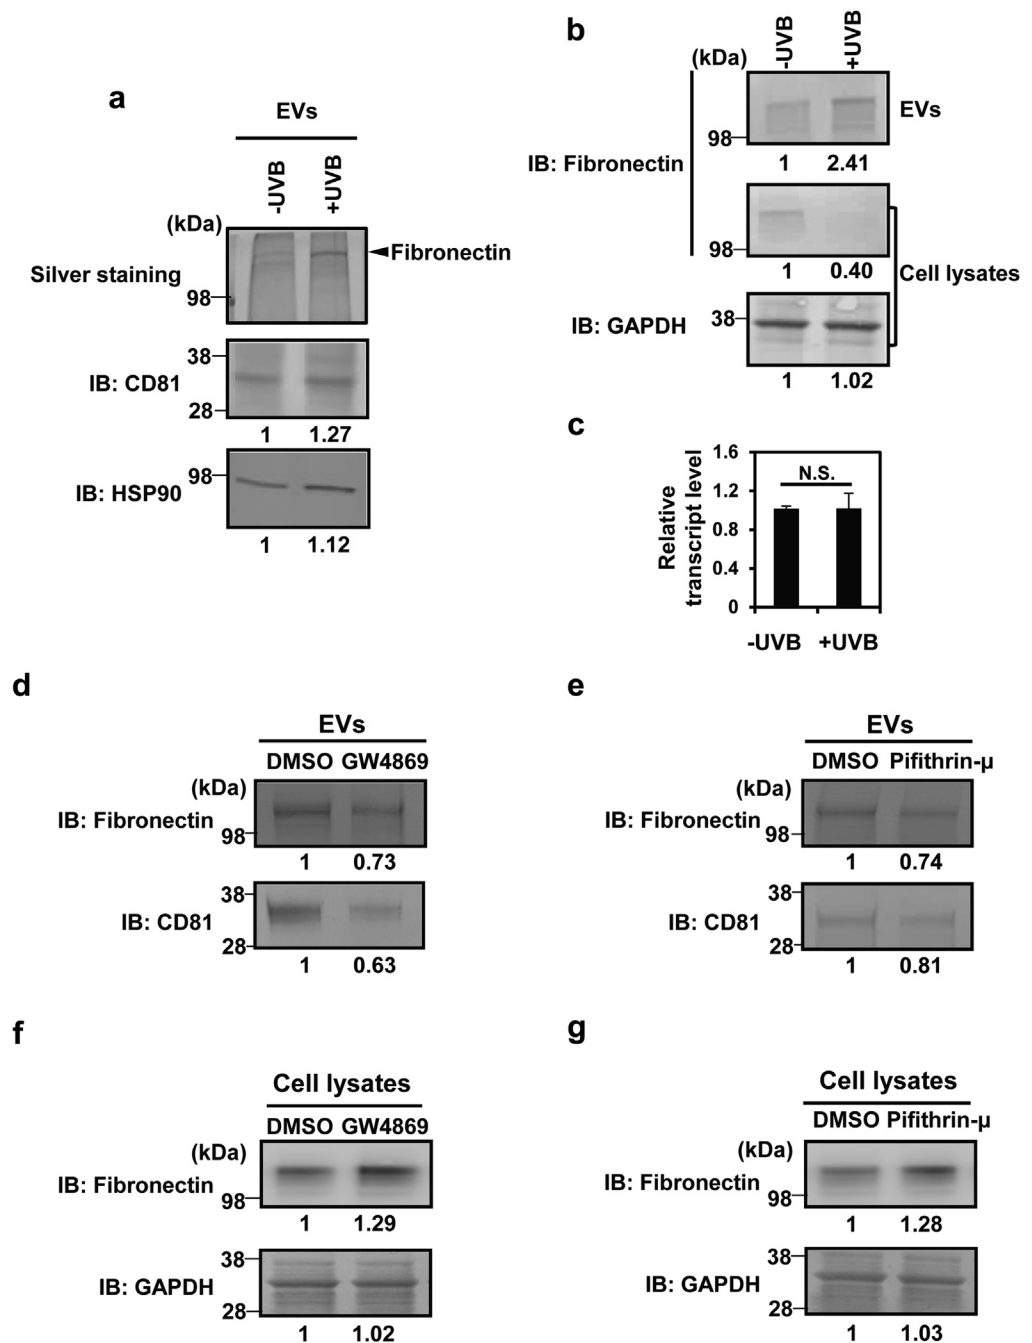 a
EVs
-UVB
+UVB
(kDa)
Silver staining
98
Fibronectin
38
IB: CD81
28
1 1.27
98
IB: HSP90
1 1.12
b
-UVB
+UVB
(kDa)
EVs
98
IB: Fibronectin
1 2.41
98
1 0.40
Cell lysates
38
IB: GAPDH
1 1.02
c
Relative
transcript level
1.6
1.2
0.8
0.4
0
N.S.
-UVB +UVB
d
EVs
DMSO GW4869
(kDa)
IB: Fibronectin
98
1 0.73
38
IB: CD81
28
1 0.63
e
EVs
DMSO Pifithrin-µ
(kDa)
IB: Fibronectin
98
1 0.74
38
IB: CD81
28
1 0.81
f
Cell lysates
DMSO GW4869
(kDa)
IB: Fibronectin
98
1 1.29
38
IB: GAPDH
28
1 1.02
g
Cell lysates
DMSO Pifithrin-µ
(kDa)
IB: Fibronectin
98
1 1.28
38
IB: GAPDH
28
1 1.03